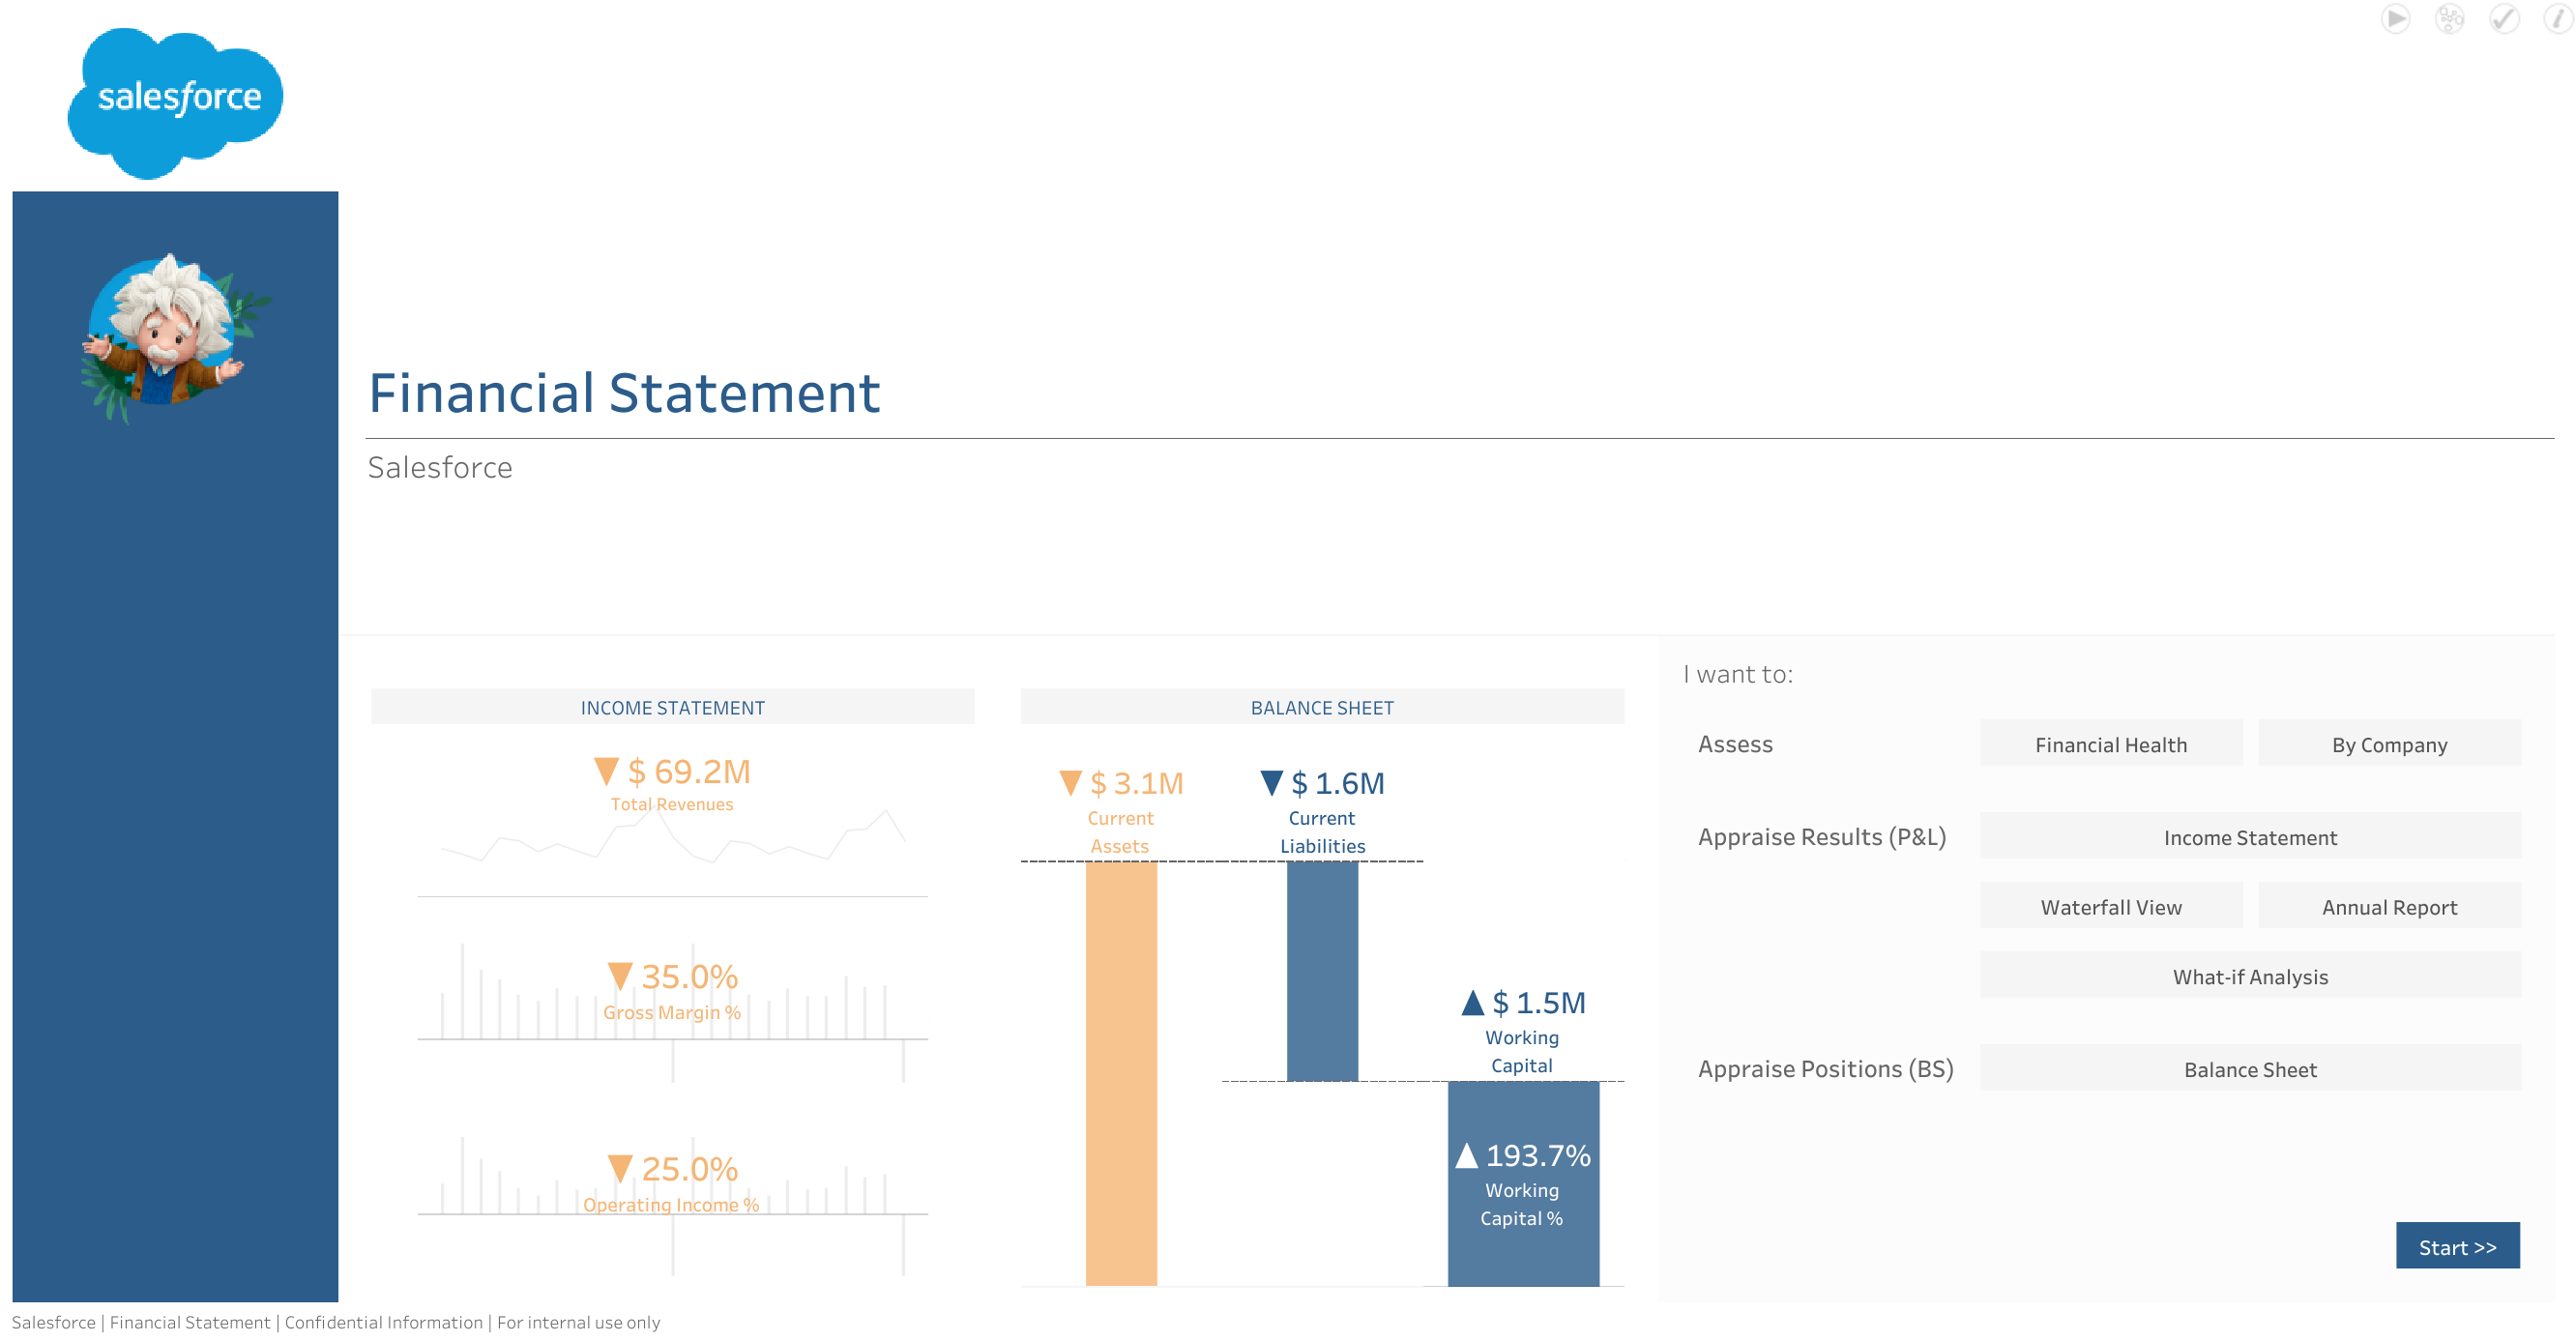 salesforce
Financial Statement
Salesforce
INCOME STATEMENT
▼ $ 69.2M
Total Revenues
▼ 35.0%
Gross Margin %
▼ 25.0%
Operating Income %
BALANCE SHEET
▼ $ 3.1M
Current
Assets
▼ $ 1.6M
Current
Liabilities
▲ $ 1.5M
Working
Capital
▲ 193.7%
Working
Capital %
I want to:
Assess
Financial Health
By Company
Appraise Results (P&L)
Income Statement
Waterfall View
Annual Report
What-if Analysis
Appraise Positions (BS)
Balance Sheet
Start >>
Salesforce | Financial Statement | Confidential Information | For internal use only